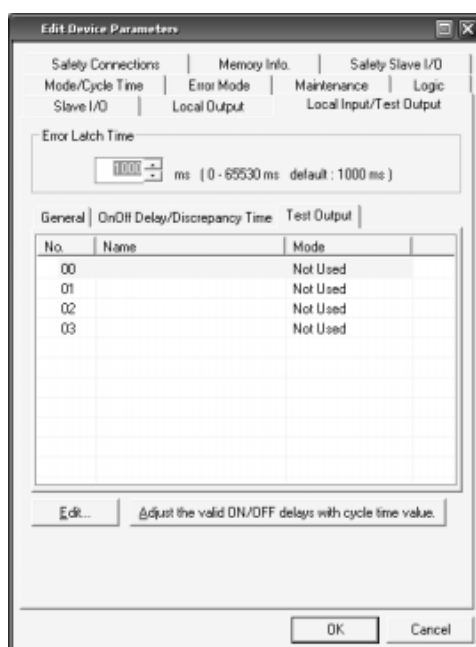 Edit Device Parameters
Safety Connections Memory Info. Safety Slave I/O
Mode/Cycle Time Error Mode Maintenance Logic
Slave I/O Local Output Local Input/Test Output
Error Latch Time
1000 ms ( 0 - 65530 ms default : 1000 ms )
General OnOff Delay/Discrepancy Time Test Output
No. Name Mode
00 Not Used
01 Not Used
02 Not Used
03 Not Used
Edit... Adjust the valid ON/OFF delays with cycle time value.
OK Cancel